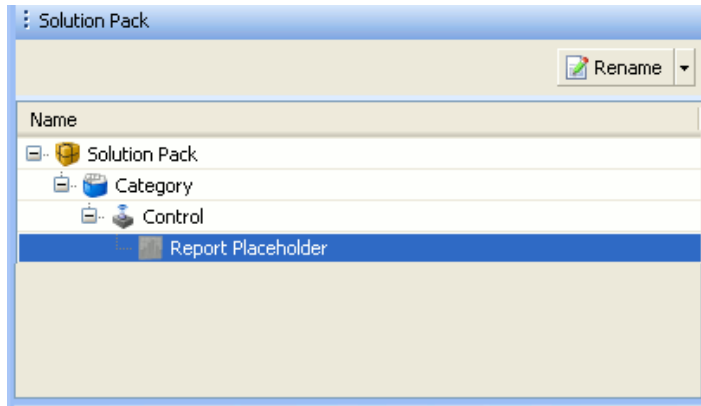 Solution Pack
Rename
Name
Solution Pack
Category
Control
Report Placeholder